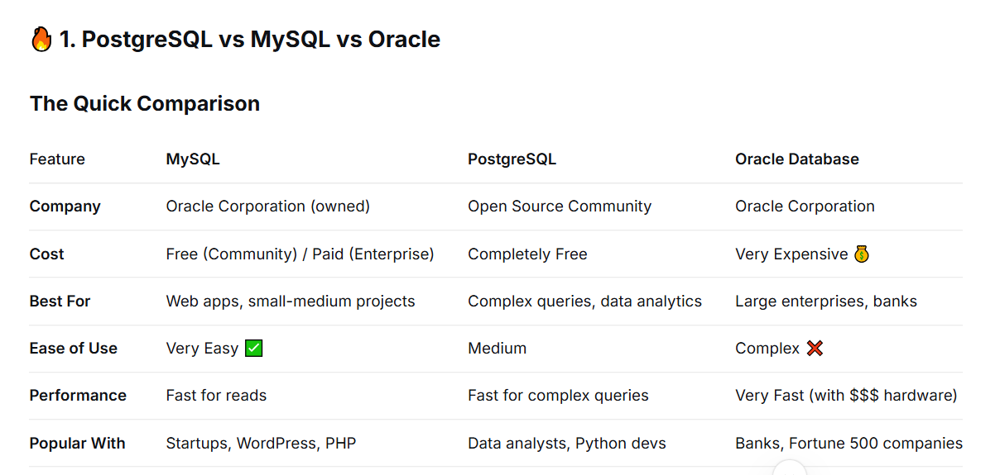 🔥 1. PostgreSQL vs MySQL vs Oracle
The Quick Comparison
Feature MySQL PostgreSQL Oracle Database
Company Oracle Corporation (owned) Open Source Community Oracle Corporation
Cost Free (Community) / Paid (Enterprise) Completely Free Very Expensive 💰
Best For Web apps, small-medium projects Complex queries, data analytics Large enterprises, banks
Ease of Use Very Easy ✅ Medium Complex ❌
Performance Fast for reads Fast for complex queries Very Fast (with $$$ hardware)
Popular With Startups, WordPress, PHP Data analysts, Python devs Banks, Fortune 500 companies